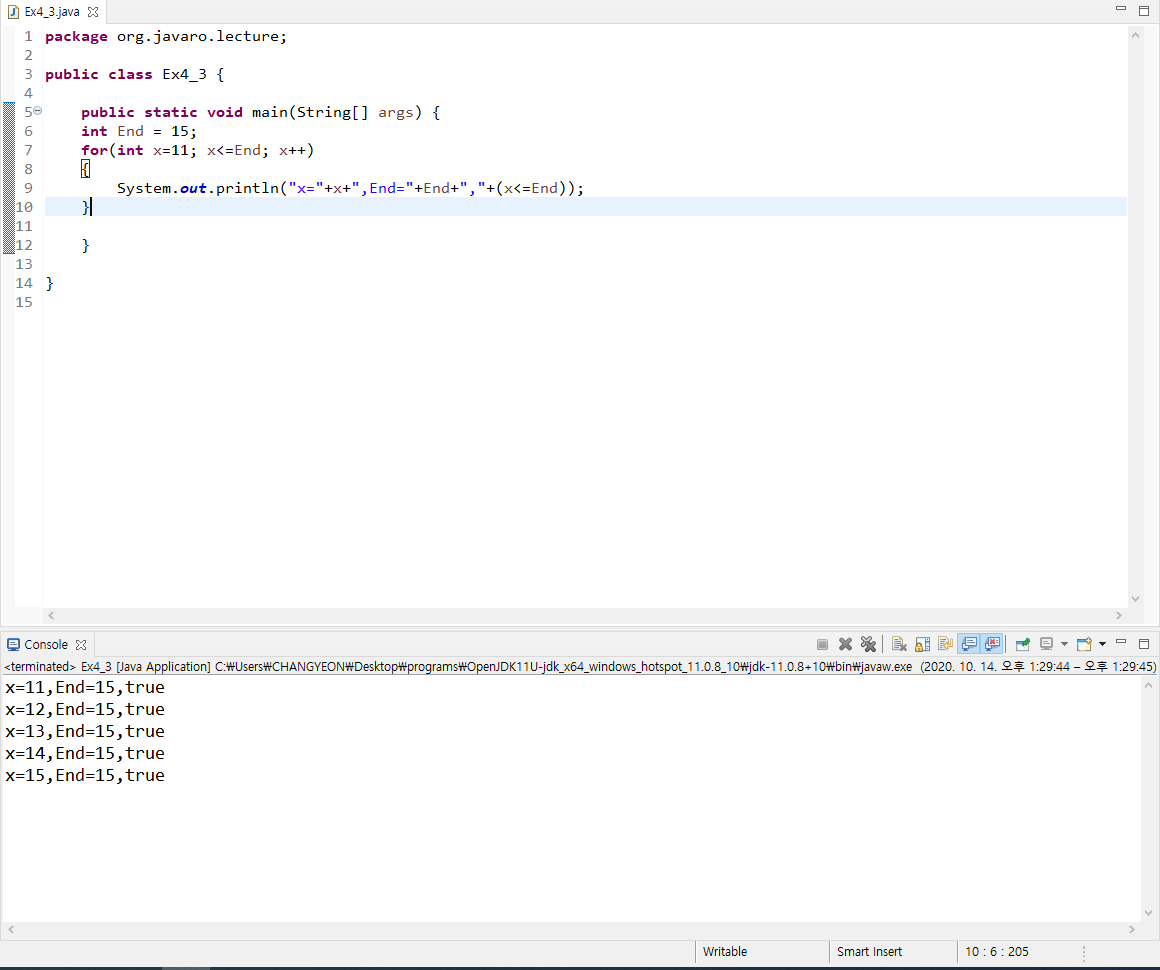 Ex4_3.java
1 package org.javaro.lecture;
2
3 public class Ex4_3 {
4
5 public static void main(String[] args) {
6 int End = 15;
7 for(int x=11; x<=End; x++)
8 {
9 System.out.println("x="+x+",End="+End+","+(x<=End));
10 }
11
12 }
13
14 }
15
Console
<terminated> Ex4_3 [Java Application] C:₩Users₩CHANGYEON₩Desktop₩programs₩OpenJDK11U-jdk_x64_windows_hotspot_11.0.8_10₩jdk-11.0.8+10₩bin₩javaw.exe (2020. 10. 14. 오후 1:29:44 – 오후 1:29:45)
x=11,End=15,true
x=12,End=15,true
x=13,End=15,true
x=14,End=15,true
x=15,End=15,true
Writable Smart Insert 10 : 6 : 205